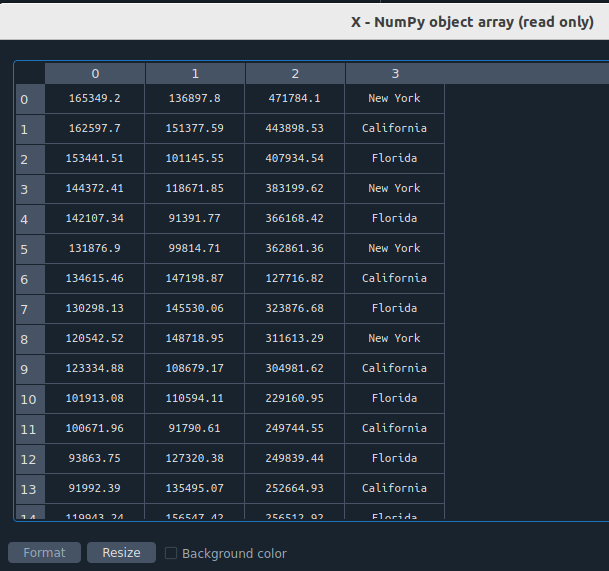 X - NumPy object array (read only)
0 1 2 3
0 165349.2 136897.8 471784.1 New York
1 162597.7 151377.59 443898.53 California
2 153441.51 101145.55 407934.54 Florida
3 144372.41 118671.85 383199.62 New York
4 142107.34 91391.77 366168.42 Florida
5 131876.9 99814.71 362861.36 New York
6 134615.46 147198.87 127716.82 California
7 130298.13 145530.06 323876.68 Florida
8 120542.52 148718.95 311613.29 New York
9 123334.88 108679.17 304981.62 California
10 101913.08 110594.11 229160.95 Florida
11 100671.96 91790.61 249744.55 California
12 93863.75 127320.38 249839.44 Florida
13 91992.39 135495.07 252664.93 California
14 119943.24 156547.42 256512.92 Florida
Format Resize Background color